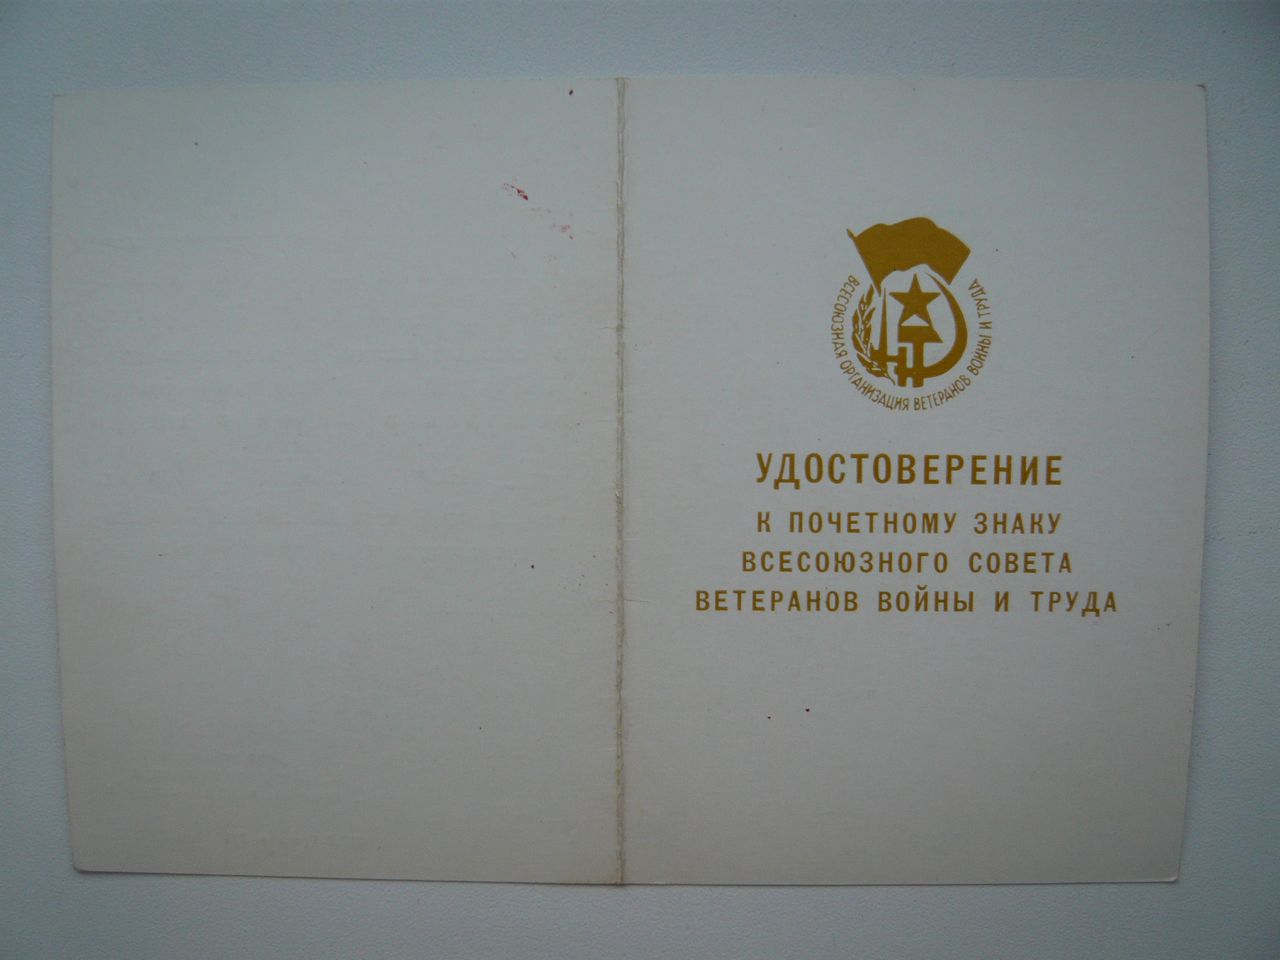 ВСЕСОЮЗНАЯ ОРГАНИЗАЦИЯ ВЕТЕРАНОВ ВОЙНЫ И ТРУДА
УДОСТОВЕРЕНИЕ
К ПОЧЕТНОМУ ЗНАКУ
ВСЕСОЮЗНОГО СОВЕТА
ВЕТЕРАНОВ ВОЙНЫ И ТРУДА